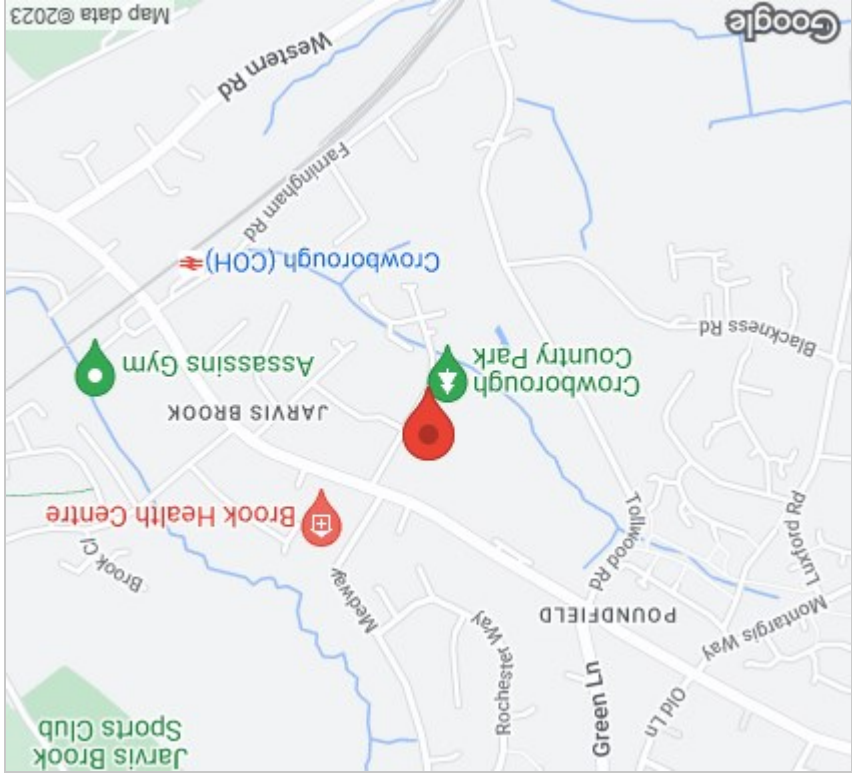 Jarvis Brook
Sports Club
Green Ln
Old Ln
Rochester Way
Medway
POUNDFIELD
Montargis Way
Brook Cl
Tollwood Rd
Luxford Rd
Brook Health Centre
JARVIS BROOK
Crowborough
Country Park
Assassins Gym
Blackness Rd
Crowborough (COH)
Farningham Rd
Western Rd
Google
Map data ©2023